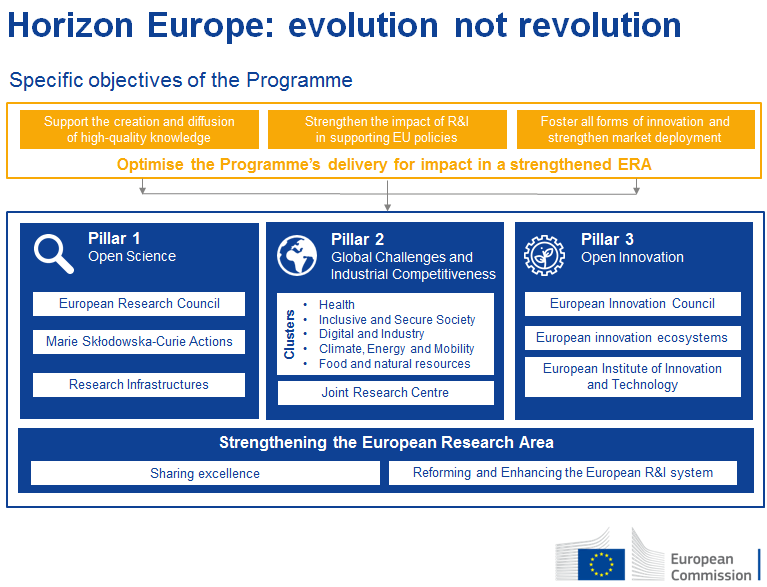 Horizon Europe: evolution not revolution
Specific objectives of the Programme
Support the creation and diffusion
of high-quality knowledge
Strengthen the impact of R&I
in supporting EU policies
Foster all forms of innovation and
strengthen market deployment
Optimise the Programme's delivery for impact in a strengthened ERA
Pillar 1
Open Science
European Research Council
Marie Skłodowska-Curie Actions
Research Infrastructures
Pillar 2
Global Challenges and
Industrial Competitiveness
Clusters
• Health
• Inclusive and Secure Society
• Digital and Industry
• Climate, Energy and Mobility
• Food and natural resources
Joint Research Centre
Pillar 3
Open Innovation
European Innovation Council
European innovation ecosystems
European Institute of Innovation
and Technology
Strengthening the European Research Area
Sharing excellence
Reforming and Enhancing the European R&I system
European
Commission